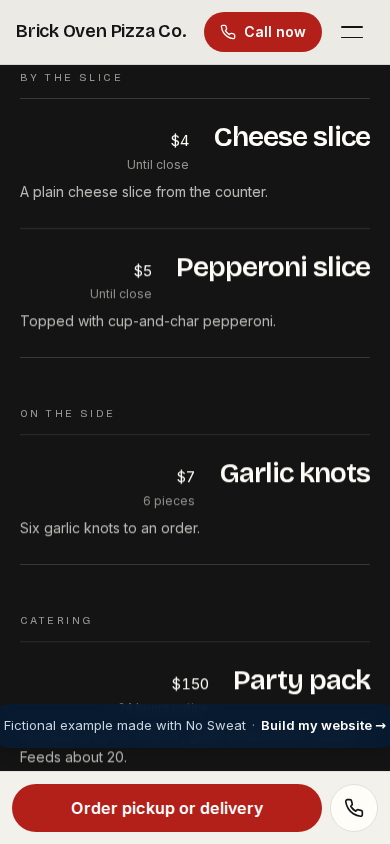 Brick Oven Pizza Co.
Call now
BY THE SLICE
$4 Cheese slice
Until close
A plain cheese slice from the counter.
$5 Pepperoni slice
Until close
Topped with cup-and-char pepperoni.
ON THE SIDE
$7 Garlic knots
6 pieces
Six garlic knots to an order.
CATERING
$150 Party pack
Fictional example made with No Sweat · Build my website →
Feeds about 20.
Order pickup or delivery